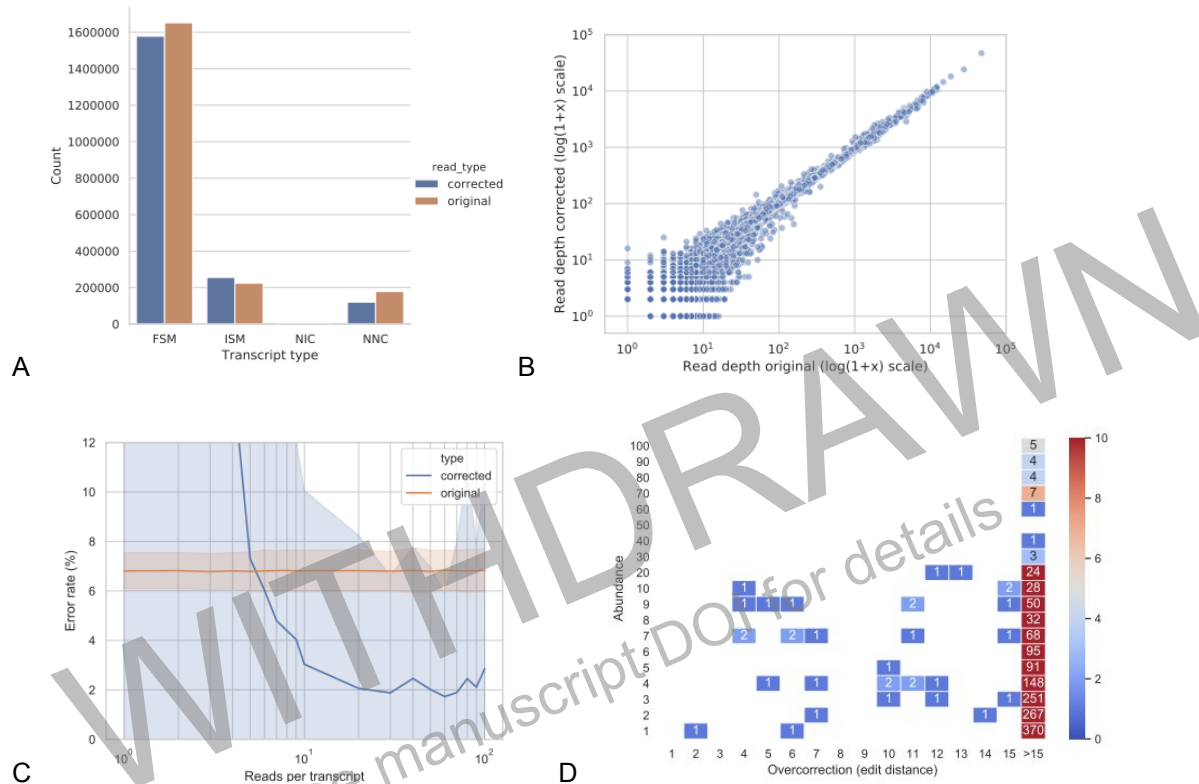 1600000
1400000
1200000
1000000
800000
600000
400000
200000
0
Count
FSM ISM NIC NNC
Transcript type
read_type
corrected
original
A
10^5
10^4
10^3
10^2
10^1
10^0
Read depth corrected (log(1+x) scale)
10^0 10^1 10^2 10^3 10^4 10^5
Read depth original (log(1+x) scale)
B
12
10
8
6
4
2
0
Error rate (%)
type
corrected
original
10^0 10^1 10^2
Reads per transcript
C
Abundance
100 5
90 4
80 4
70 7
60 1
50
40 1
30 3
20 1 1 24
10 1 2 28
9 1 1 1 2 1 50
8 32
7 2 2 1 1 1 68
6 95
5 1 91
4 1 1 2 2 1 148
3 1 1 1 251
2 1 1 267
1 1 1 370
1 2 3 4 5 6 7 8 9 10 11 12 13 14 15 >15
Overcorrection (edit distance)
10
8
6
4
2
0
D
WITHDRAWN
manuscript DOI for details